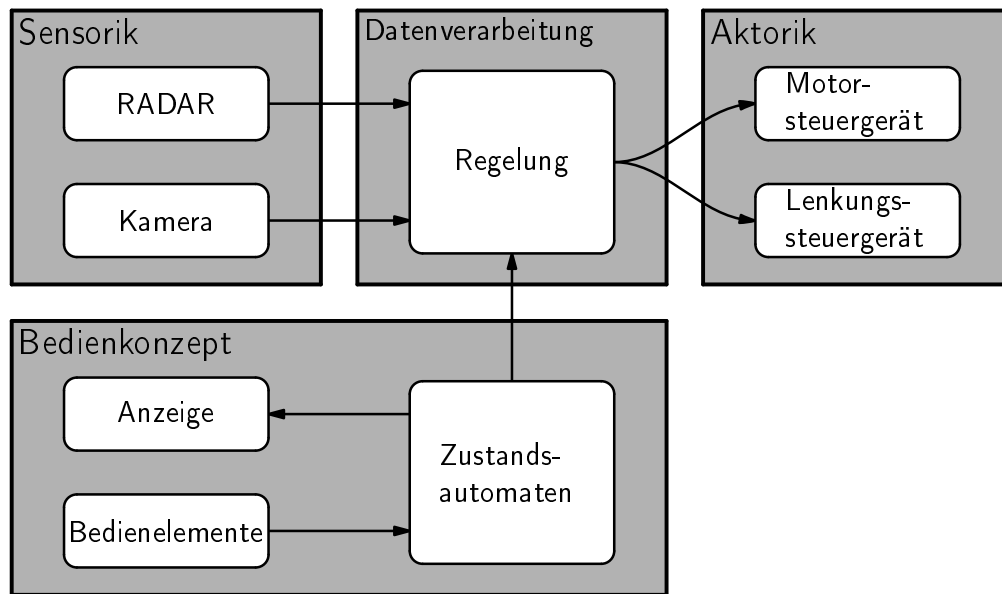 Sensorik
RADAR
Kamera
Datenverarbeitung
Regelung
Aktorik
Motor-
steuergerät
Lenkungs-
steuergerät
Bedienkonzept
Anzeige
Bedienelemente
Zustands-
automaten